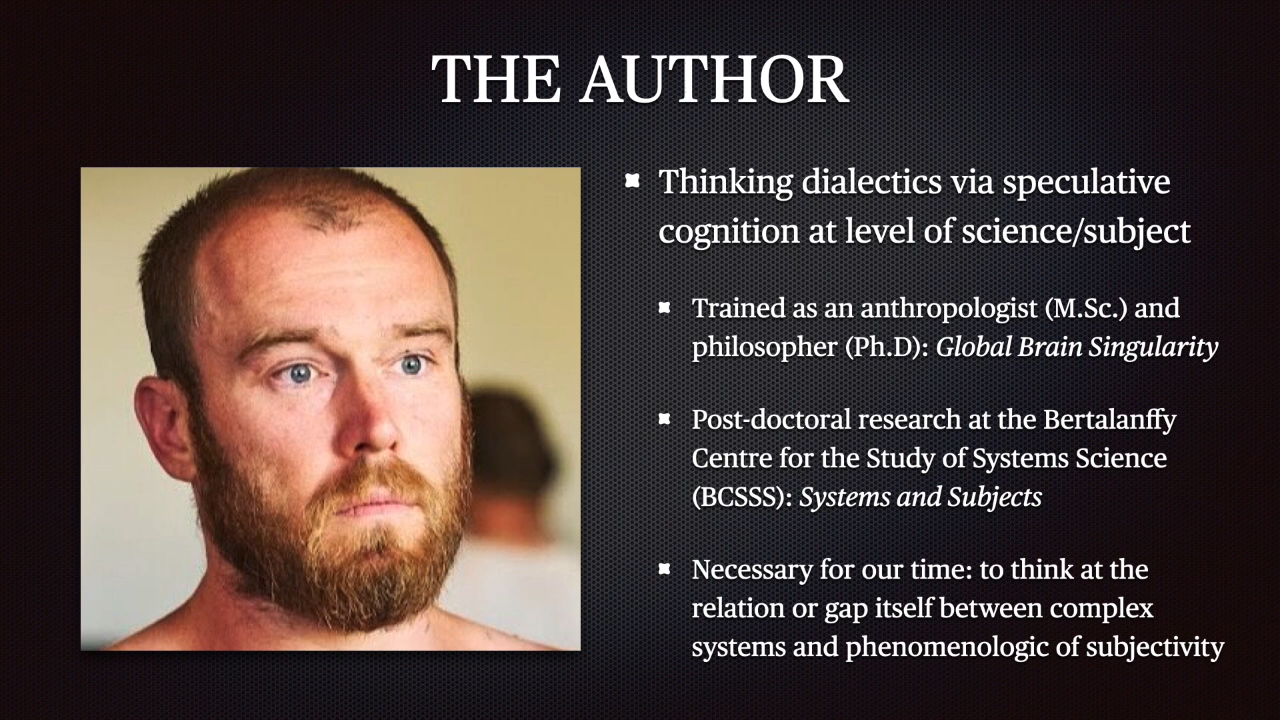 THE AUTHOR
Thinking dialectics via speculative
cognition at level of science/subject
Trained as an anthropologist (M.Sc.) and
philosopher (Ph.D): Global Brain Singularity
Post-doctoral research at the Bertalanffy
Centre for the Study of Systems Science
(BCSSS): Systems and Subjects
Necessary for our time: to think at the
relation or gap itself between complex
systems and phenomenologic of subjectivity